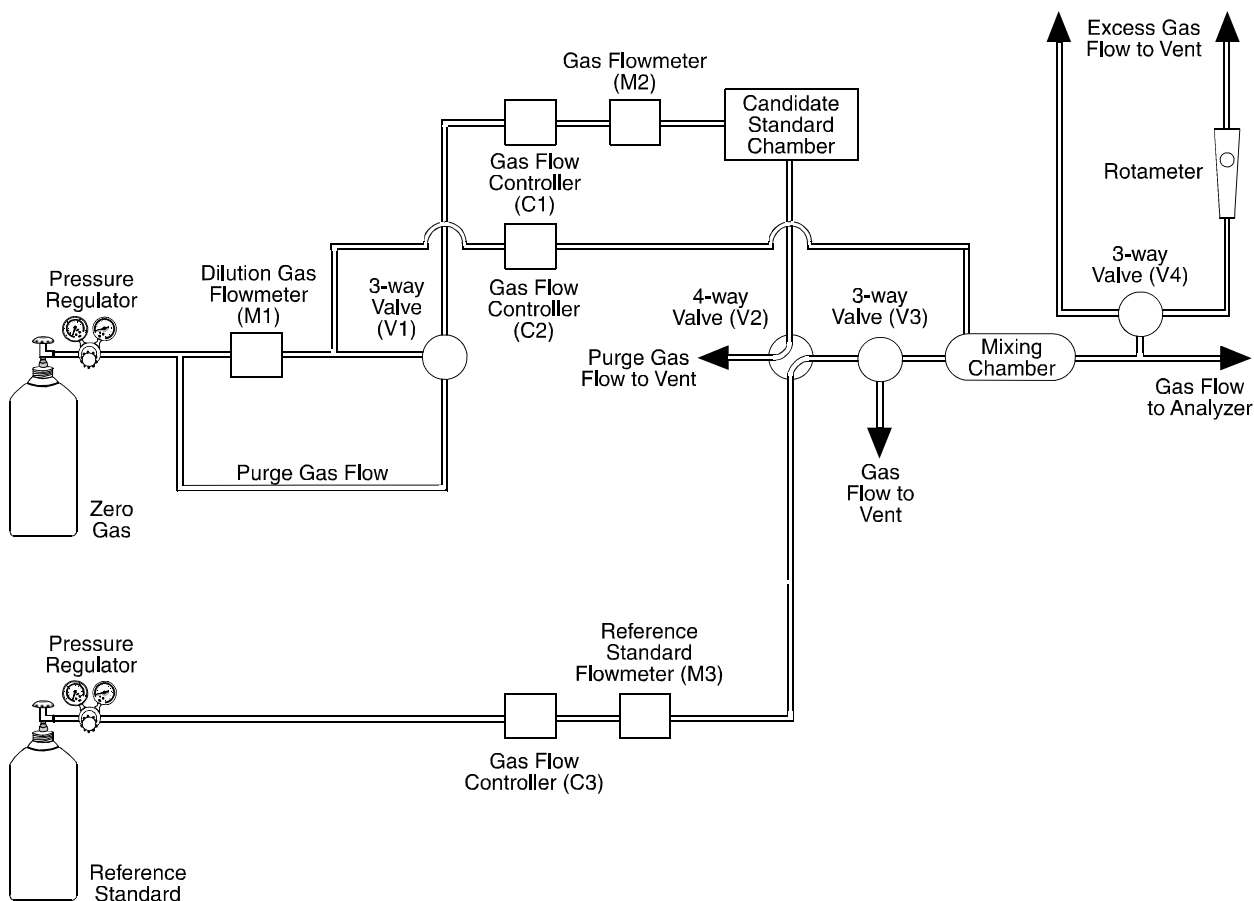 Excess Gas
Flow to Vent
Gas Flowmeter
(M2)
Candidate
Standard
Chamber
Gas Flow
Controller
(C1)
Rotameter
3-way
Valve (V4)
Pressure
Regulator
Dilution Gas
Flowmeter
(M1)
3-way
Valve
(V1)
Gas Flow
Controller
(C2)
4-way
Valve (V2)
3-way
Valve (V3)
Purge Gas
Flow to Vent
Mixing
Chamber
Gas Flow
to Analyzer
Purge Gas Flow
Gas
Flow to
Vent
Zero
Gas
Pressure
Regulator
Reference
Standard
Flowmeter (M3)
Gas Flow
Controller (C3)
Reference
Standard